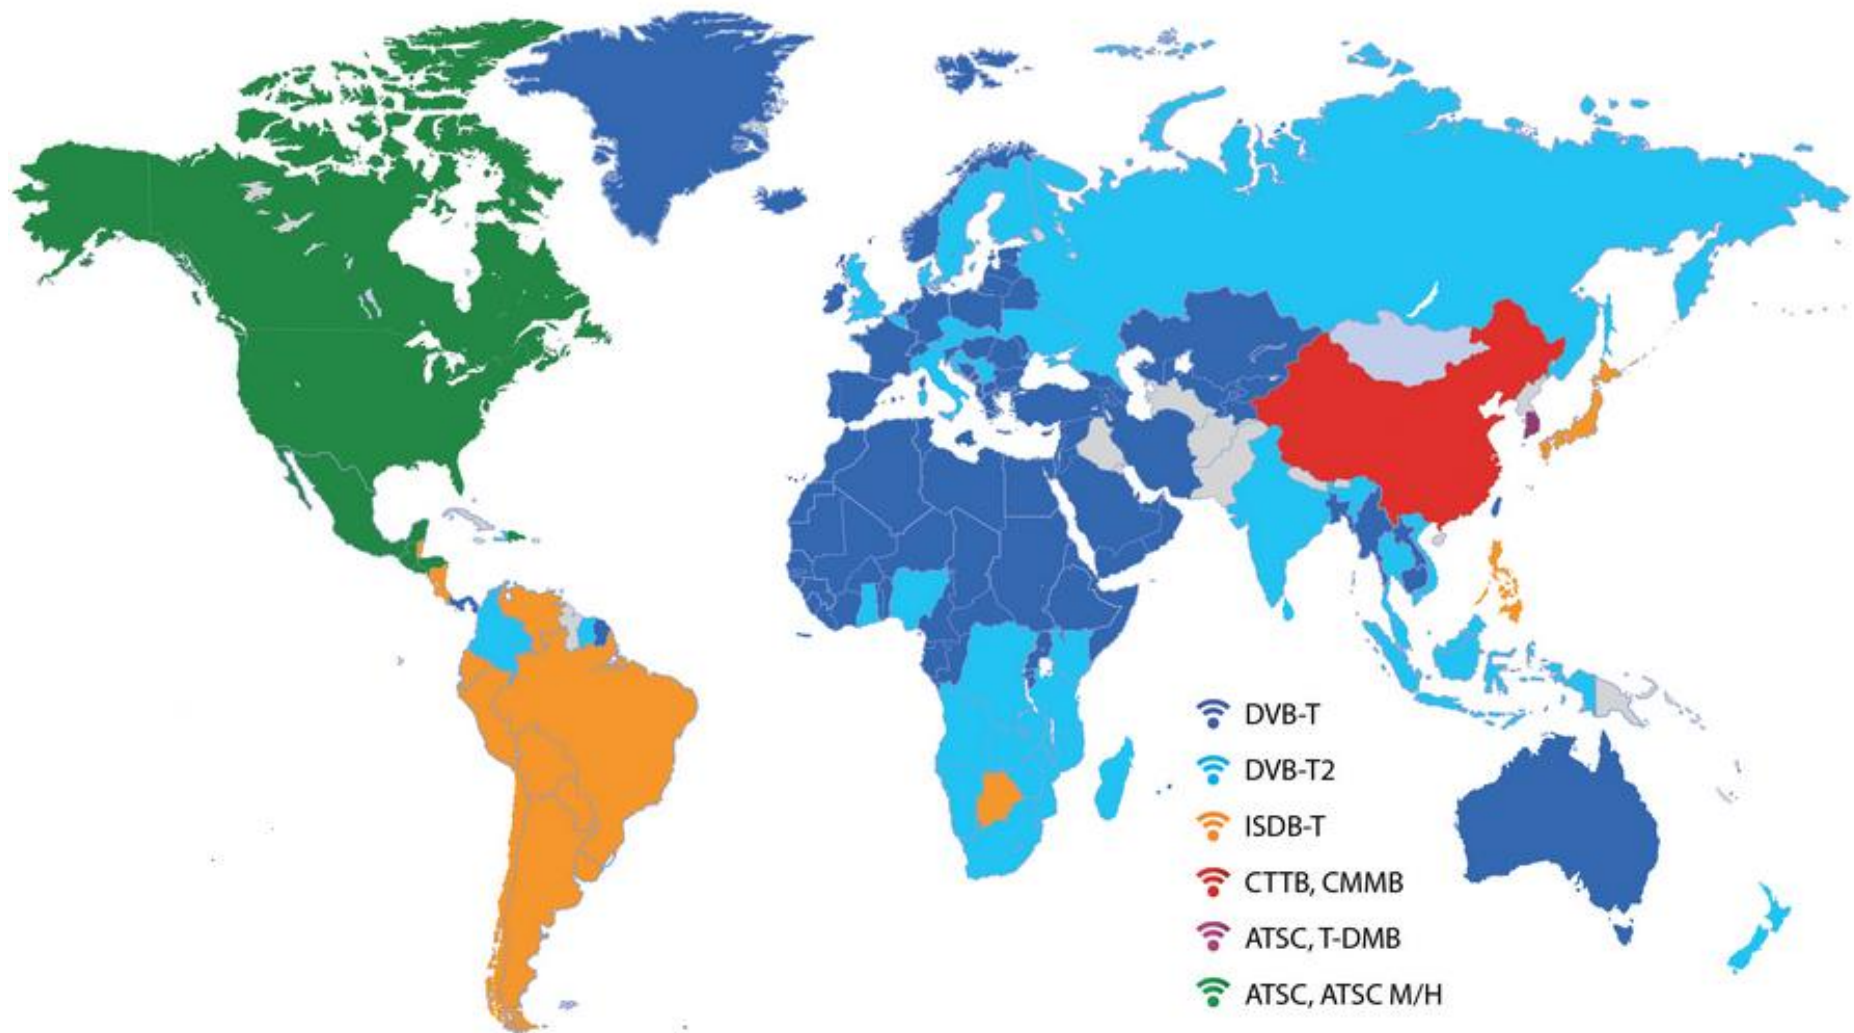 DVB-T
DVB-T2
ISDB-T
CTTB, CMMB
ATSC, T-DMB
ATSC, ATSC M/H